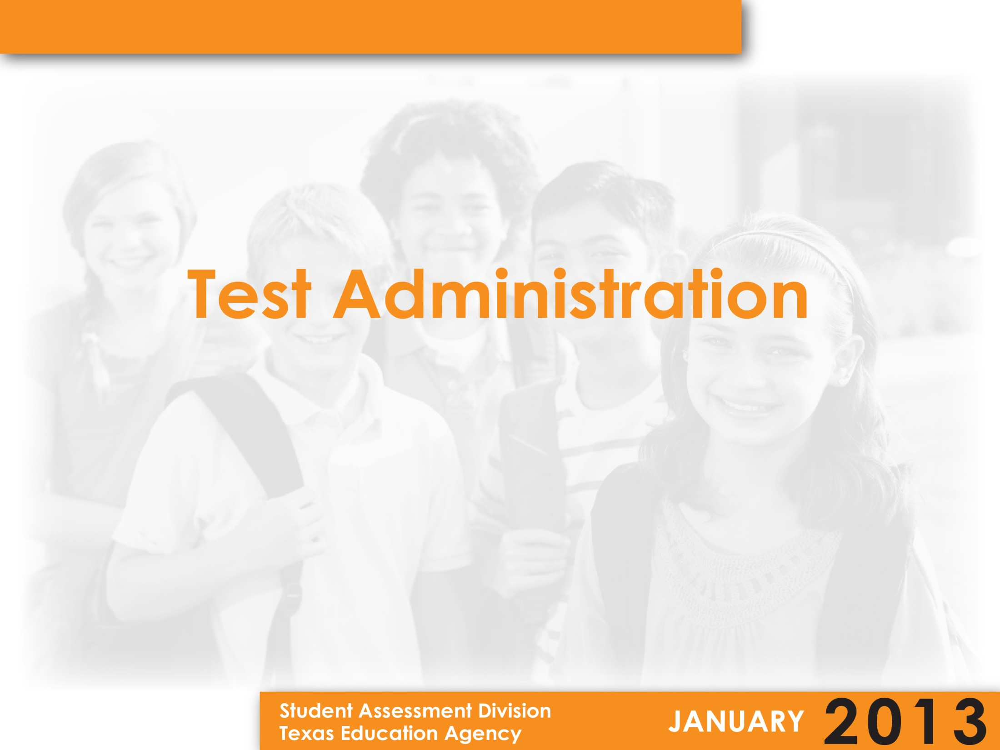 Test Administration
Student Assessment Division
Texas Education Agency
JANUARY 2013